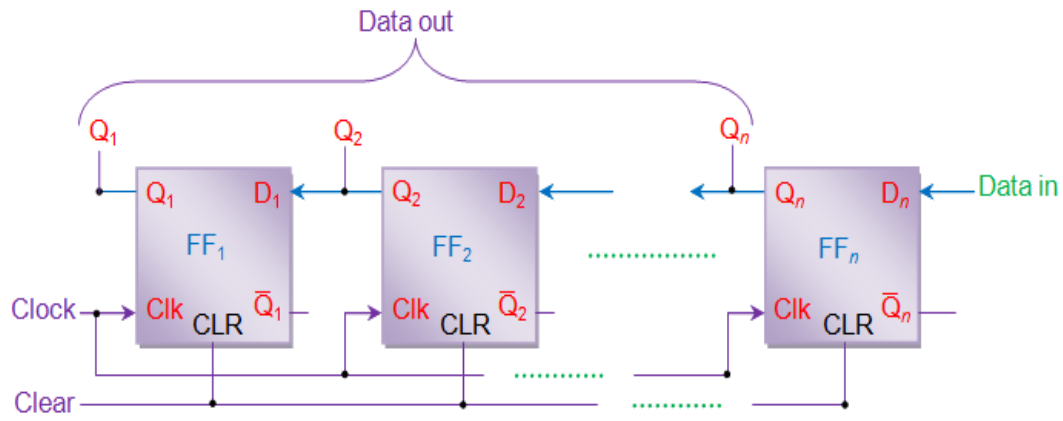 Data out
Q1 Q2 Qn
Q1 D1 Q2 D2 Qn Dn Data in
FF1 FF2 FFn
Clock Clk Q̅1 Clk Q̅2 Clk Q̅n
CLR CLR CLR
Clear